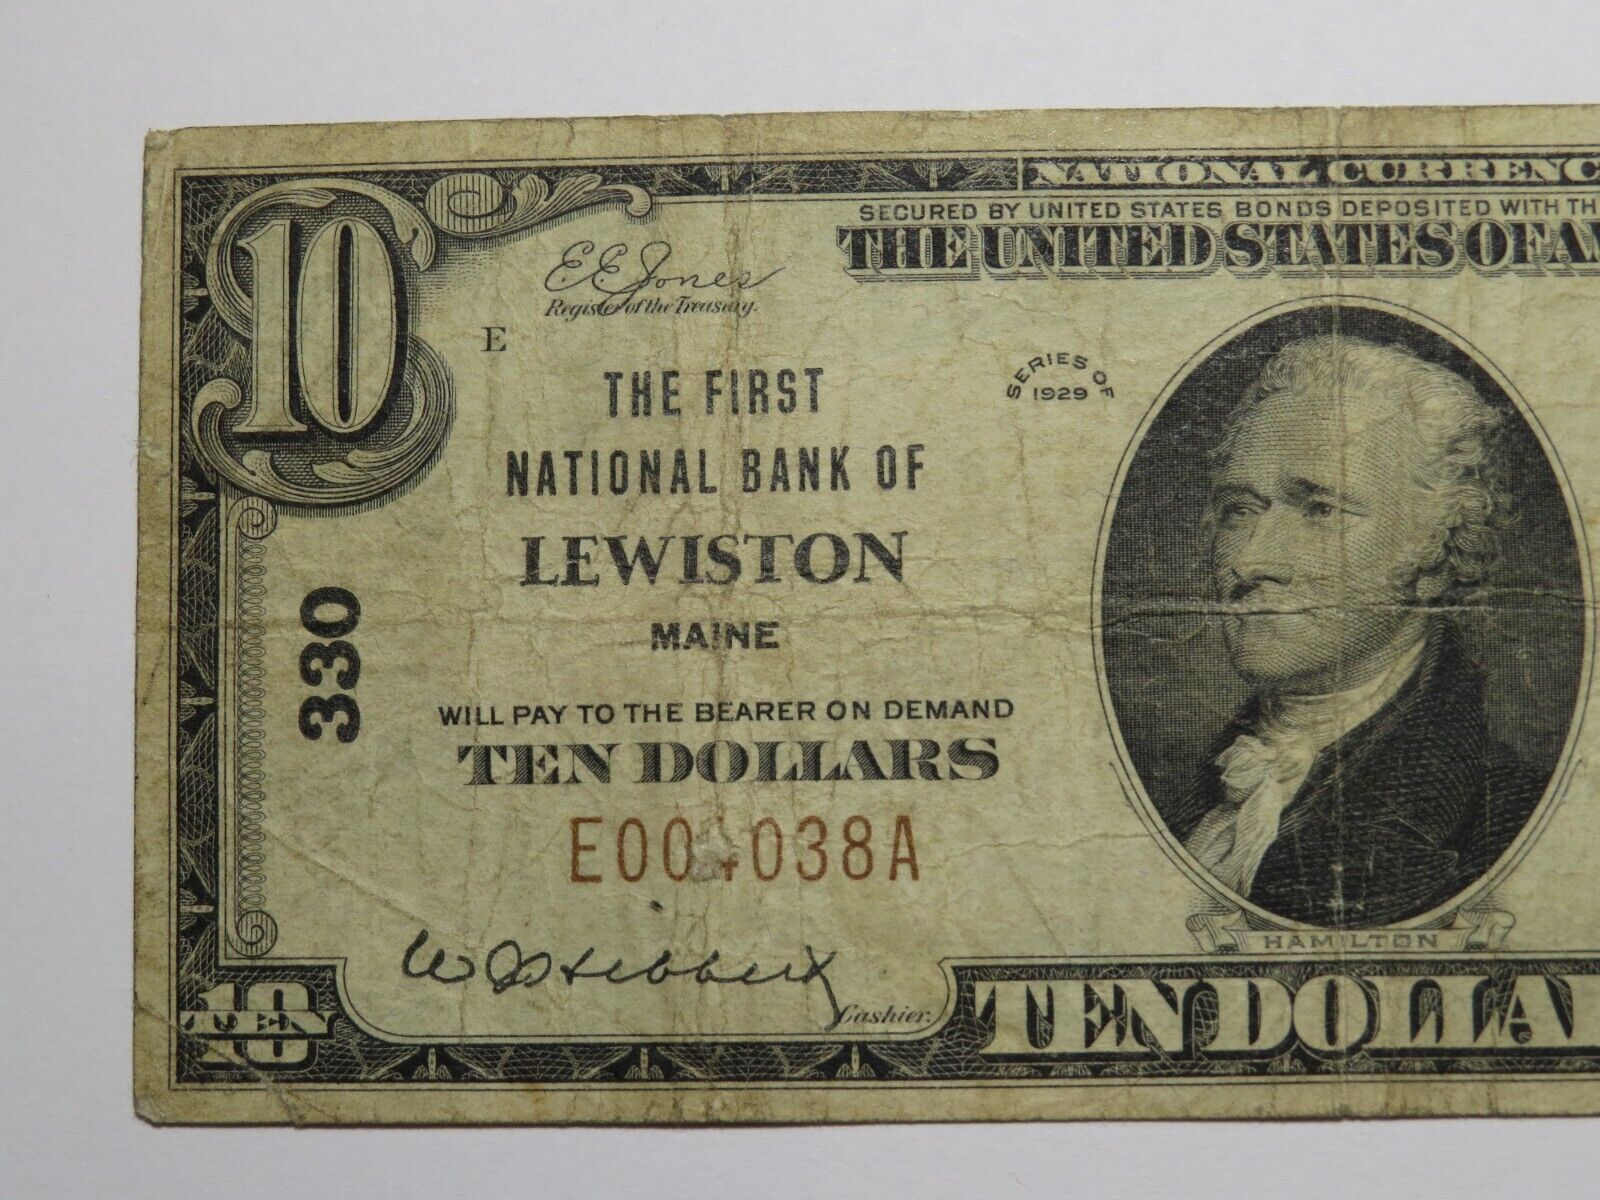 10
NATIONAL CURRENC
SECURED BY UNITED STATES BONDS DEPOSITED WITH TH
THE UNITED STATES OF A
E E Jones
Register of the Treasury.
E
THE FIRST
NATIONAL BANK OF
LEWISTON
MAINE
SERIES OF
1929
330
WILL PAY TO THE BEARER ON DEMAND
TEN DOLLARS
E004038A
HAMILTON
Cashier.
10
TEN
TEN DOLLA